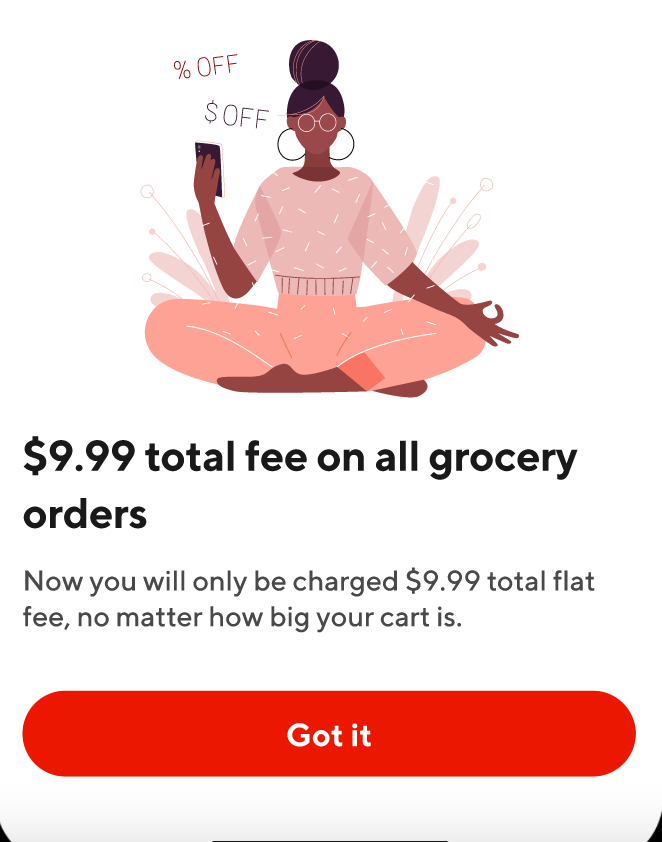 % OFF
$ OFF
$9.99 total fee on all grocery
orders
Now you will only be charged $9.99 total flat
fee, no matter how big your cart is.
Got it